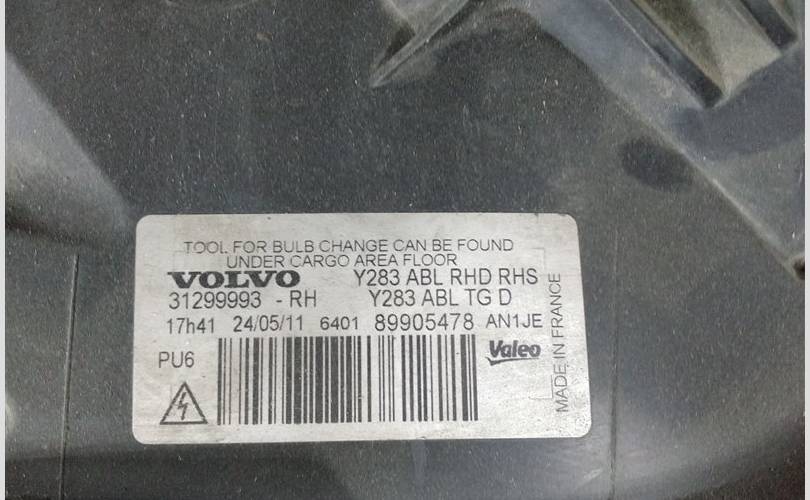 TOOL FOR BULB CHANGE CAN BE FOUND
UNDER CARGO AREA FLOOR
VOLVO Y283 ABL RHD RHS
31299993 - RH Y283 ABL TG D
17h41 24/05/11 6401 89905478 AN1JE
PU6
Valeo
MADE IN FRANCE